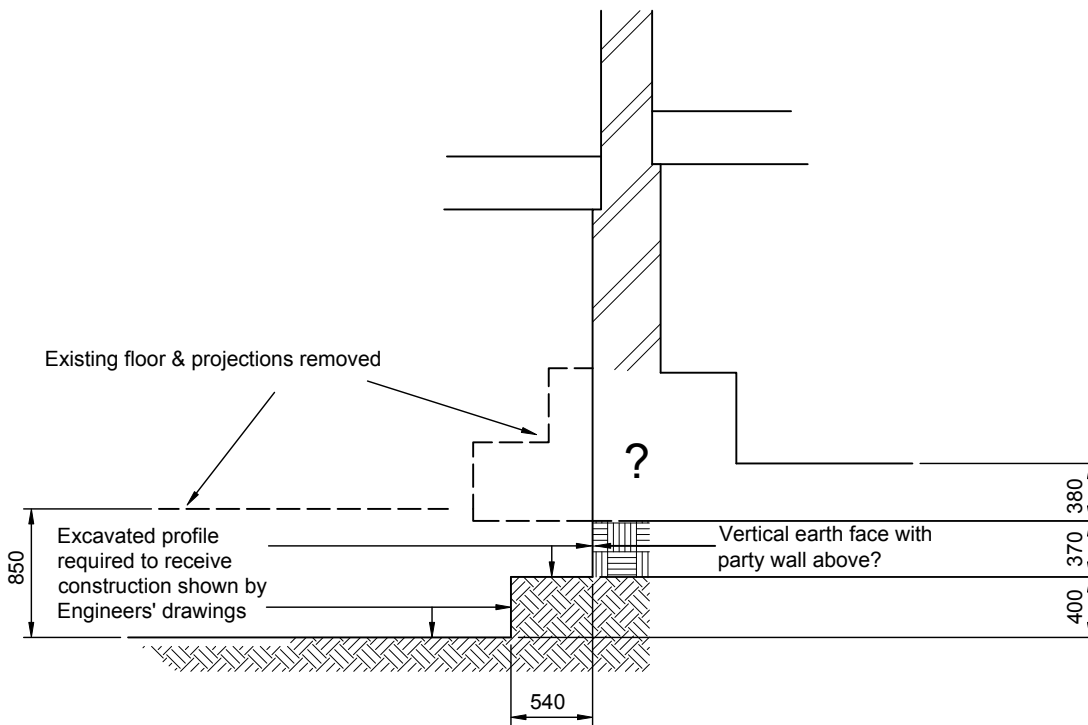 Existing floor & projections removed
?
380
850
Excavated profile
required to receive
construction shown by
Engineers' drawings
Vertical earth face with
party wall above?
370
400
540